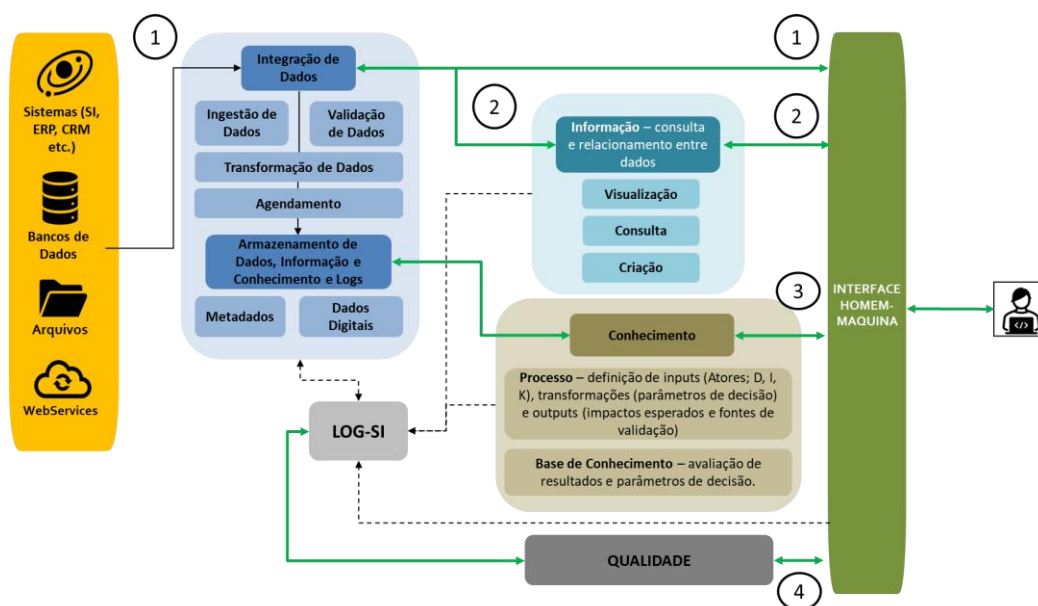 1
Sistemas (SI,
ERP, CRM
etc.)
Bancos de
Dados
Arquivos
WebServices
Integração de
Dados
Ingestão de
Dados
Validação
de Dados
Transformação de Dados
Agendamento
Armazenamento de
Dados, Informação e
Conhecimento e Logs
Metadados
Dados
Digitais
LOG-SI
1
2
2
Informação – consulta
e relacionamento entre
dados
Visualização
Consulta
Criação
3
Conhecimento
Processo – definição de inputs (Atores; D, I,
K), transformações (parâmetros de decisão)
e outputs (impactos esperados e fontes de
validação)
Base de Conhecimento – avaliação de
resultados e parâmetros de decisão.
QUALIDADE
4
INTERFACE
HOMEM-
MAQUINA